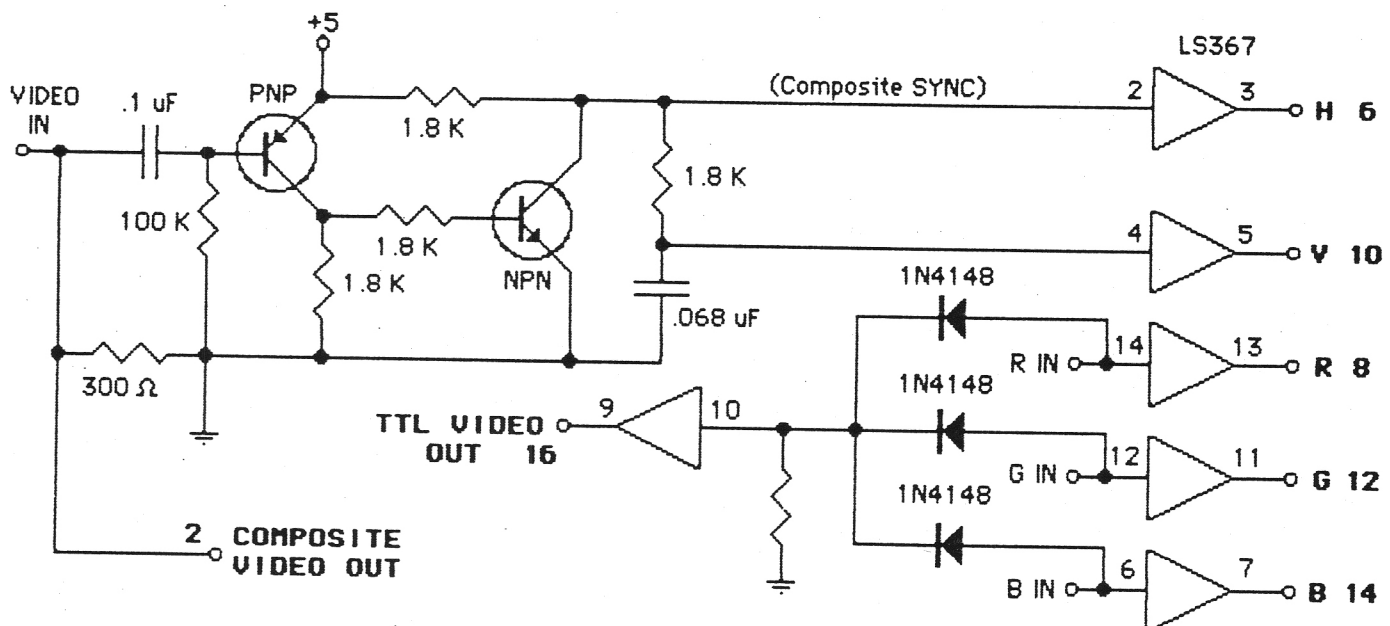 +5
LS367
VIDEO
IN
.1 uF
PNP
1.8 K
(Composite SYNC)
2
3
H 6
100 K
1.8 K
1.8 K
NPN
1.8 K
4
5
V 10
.068 uF
1N4148
300 Ω
R IN
14
13
R 8
1N4148
TTL VIDEO
OUT 16
9
10
G IN
12
11
G 12
1N4148
2
COMPOSITE
VIDEO OUT
B IN
6
7
B 14